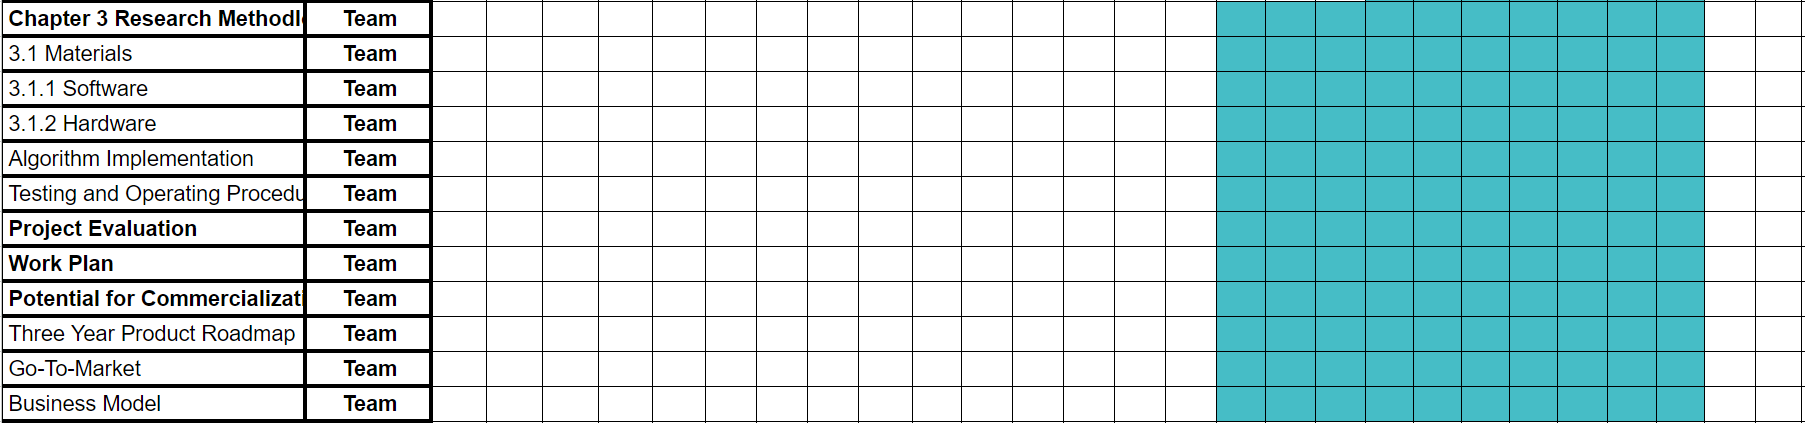 Chapter 3 Research Methodl Team
3.1 Materials Team
3.1.1 Software Team
3.1.2 Hardware Team
Algorithm Implementation Team
Testing and Operating Procedu Team
Project Evaluation Team
Work Plan Team
Potential for Commercializati Team
Three Year Product Roadmap Team
Go-To-Market Team
Business Model Team